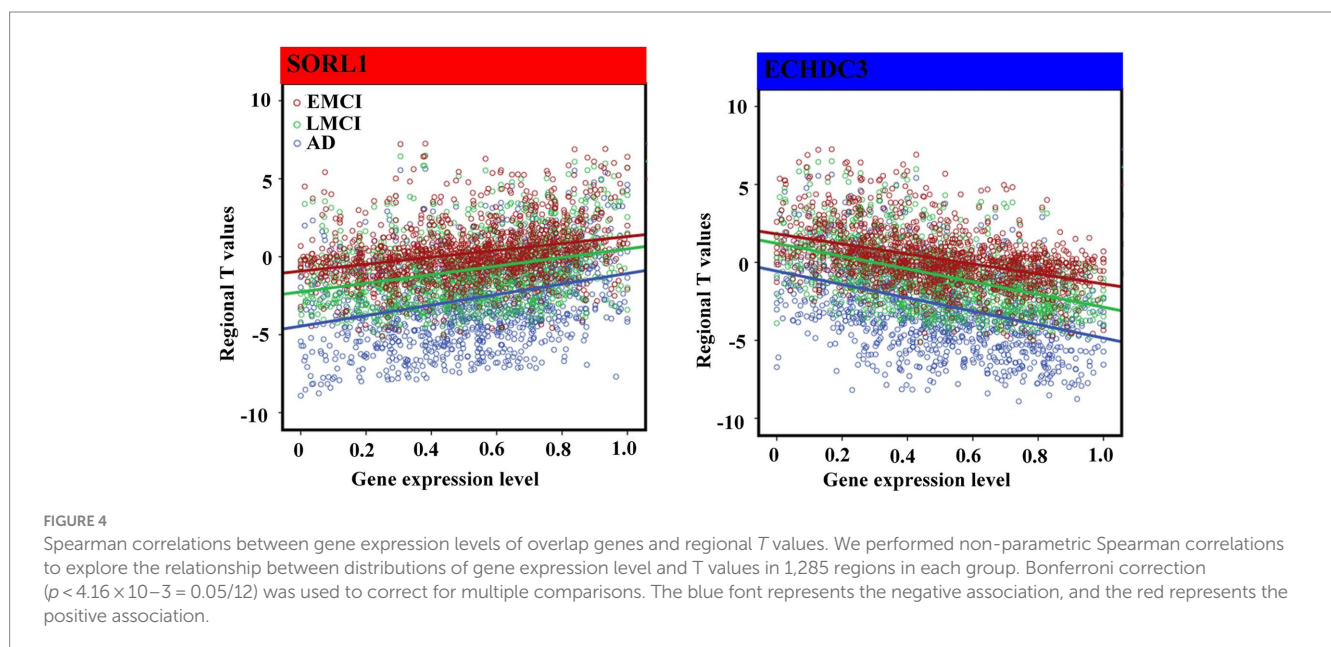 SORL1
EMCI
LMCI
AD
10
5
0
-5
-10
Regional T values
0 0.2 0.4 0.6 0.8 1.0
Gene expression level
ECHDC3
10
5
0
-5
-10
Regional T values
0 0.2 0.4 0.6 0.8 1.0
Gene expression level
FIGURE 4
Spearman correlations between gene expression levels of overlap genes and regional T values. We performed non-parametric Spearman correlations
to explore the relationship between distributions of gene expression level and T values in 1,285 regions in each group. Bonferroni correction
(p < 4.16 × 10−3 = 0.05/12) was used to correct for multiple comparisons. The blue font represents the negative association, and the red represents the
positive association.